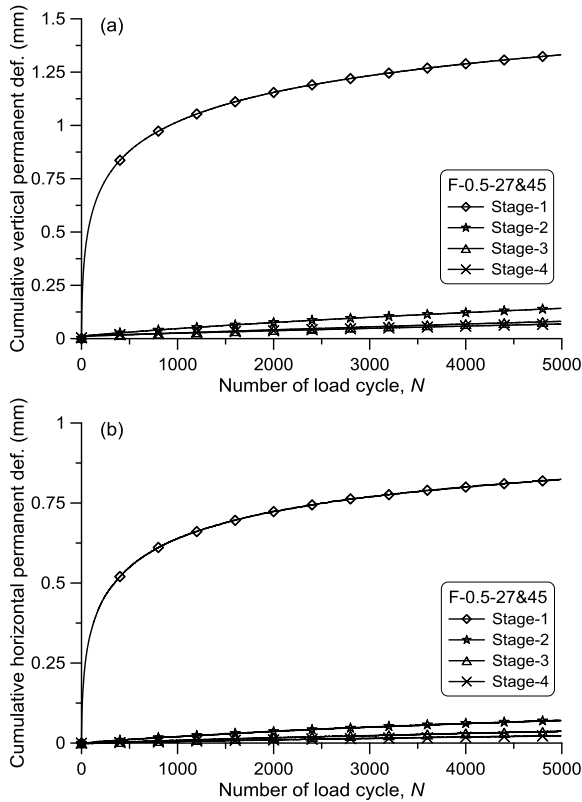 Cumulative vertical permanent def. (mm)
(a)
1.5
1.25
1
0.75
0.5
0.25
0
F-0.5-27&45
Stage-1
Stage-2
Stage-3
Stage-4
0 1000 2000 3000 4000 5000
Number of load cycle, N
Cumulative horizontal permanent def. (mm)
(b)
1
0.75
0.5
0.25
0
F-0.5-27&45
Stage-1
Stage-2
Stage-3
Stage-4
0 1000 2000 3000 4000 5000
Number of load cycle, N